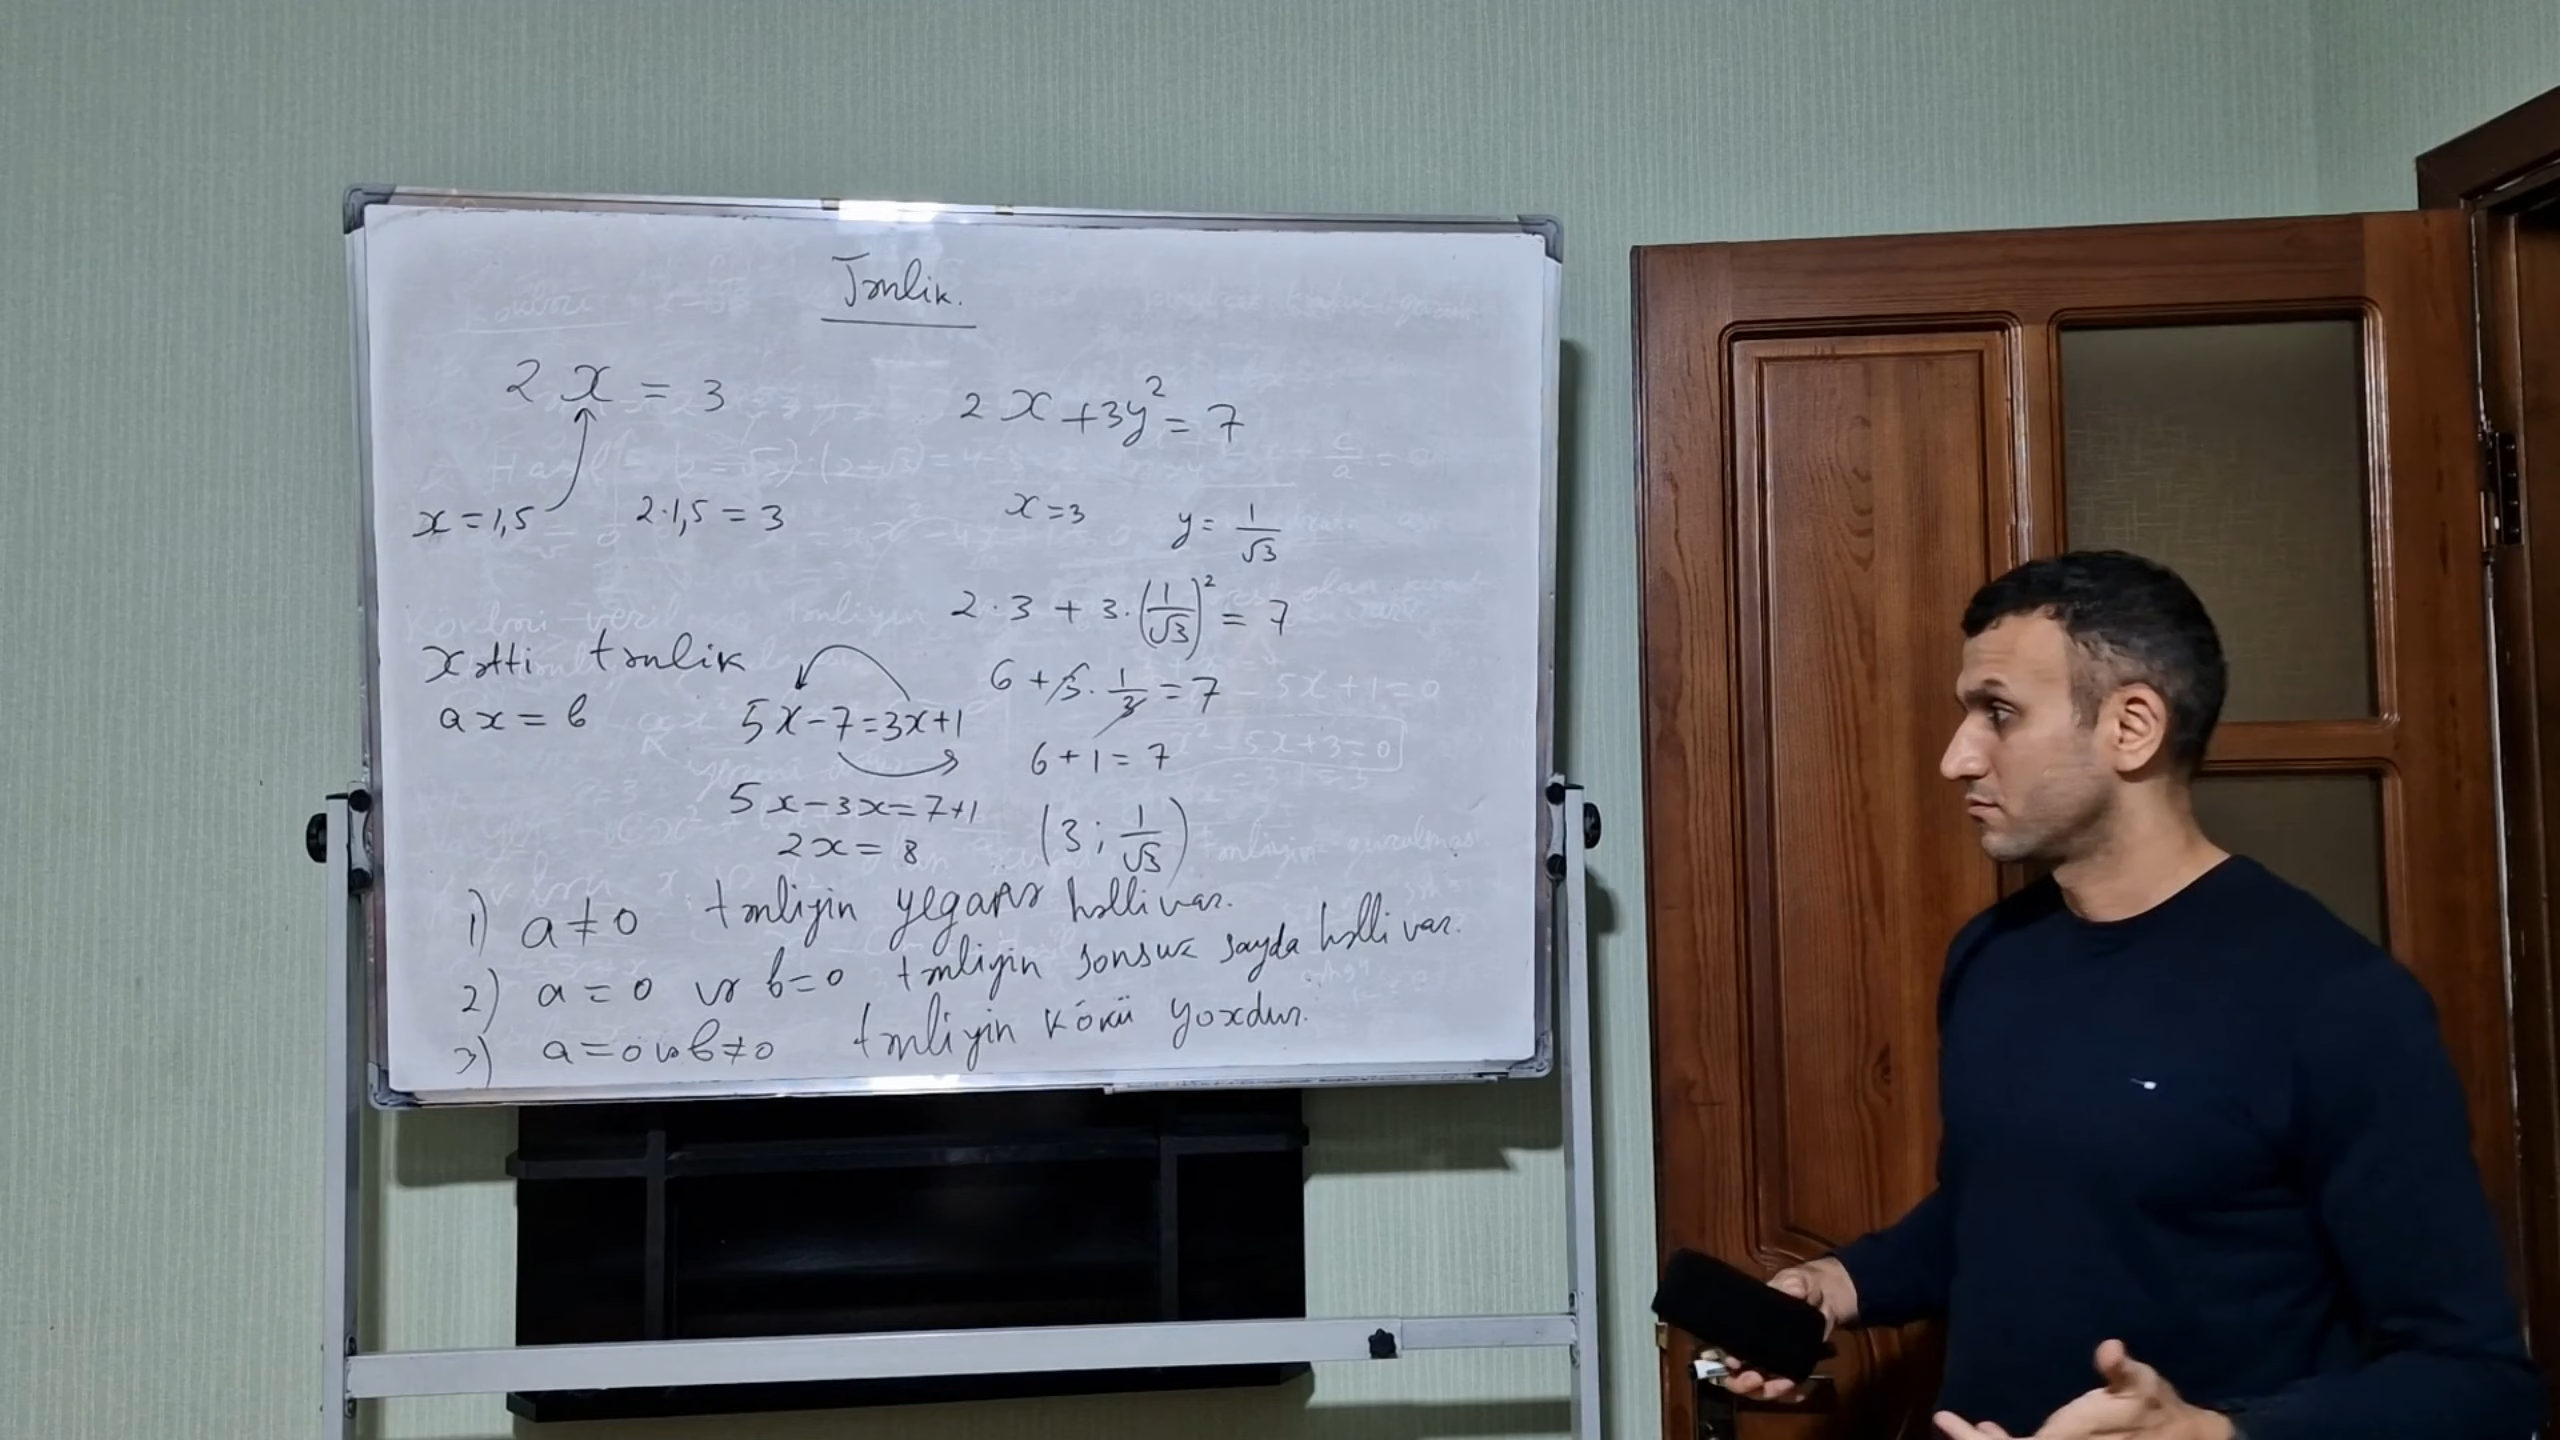 Tənlik.
2x = 3
x = 1,5
2·1,5 = 3
2x + 3y² = 7
x = 3
y = 1/√3
2·3 + 3·(1/√3)² = 7
6 + 3·1/3 = 7
6 + 1 = 7
(3; 1/√3)
Xətti tənlik
ax = b
5x - 7 = 3x + 1
5x - 3x = 7 + 1
2x = 8
1) a ≠ 0 tənliyin yeganə həlli var.
2) a = 0 və b = 0 tənliyin sonsuz sayda həlli var.
3) a = 0 və b ≠ 0 tənliyin kökü yoxdur.